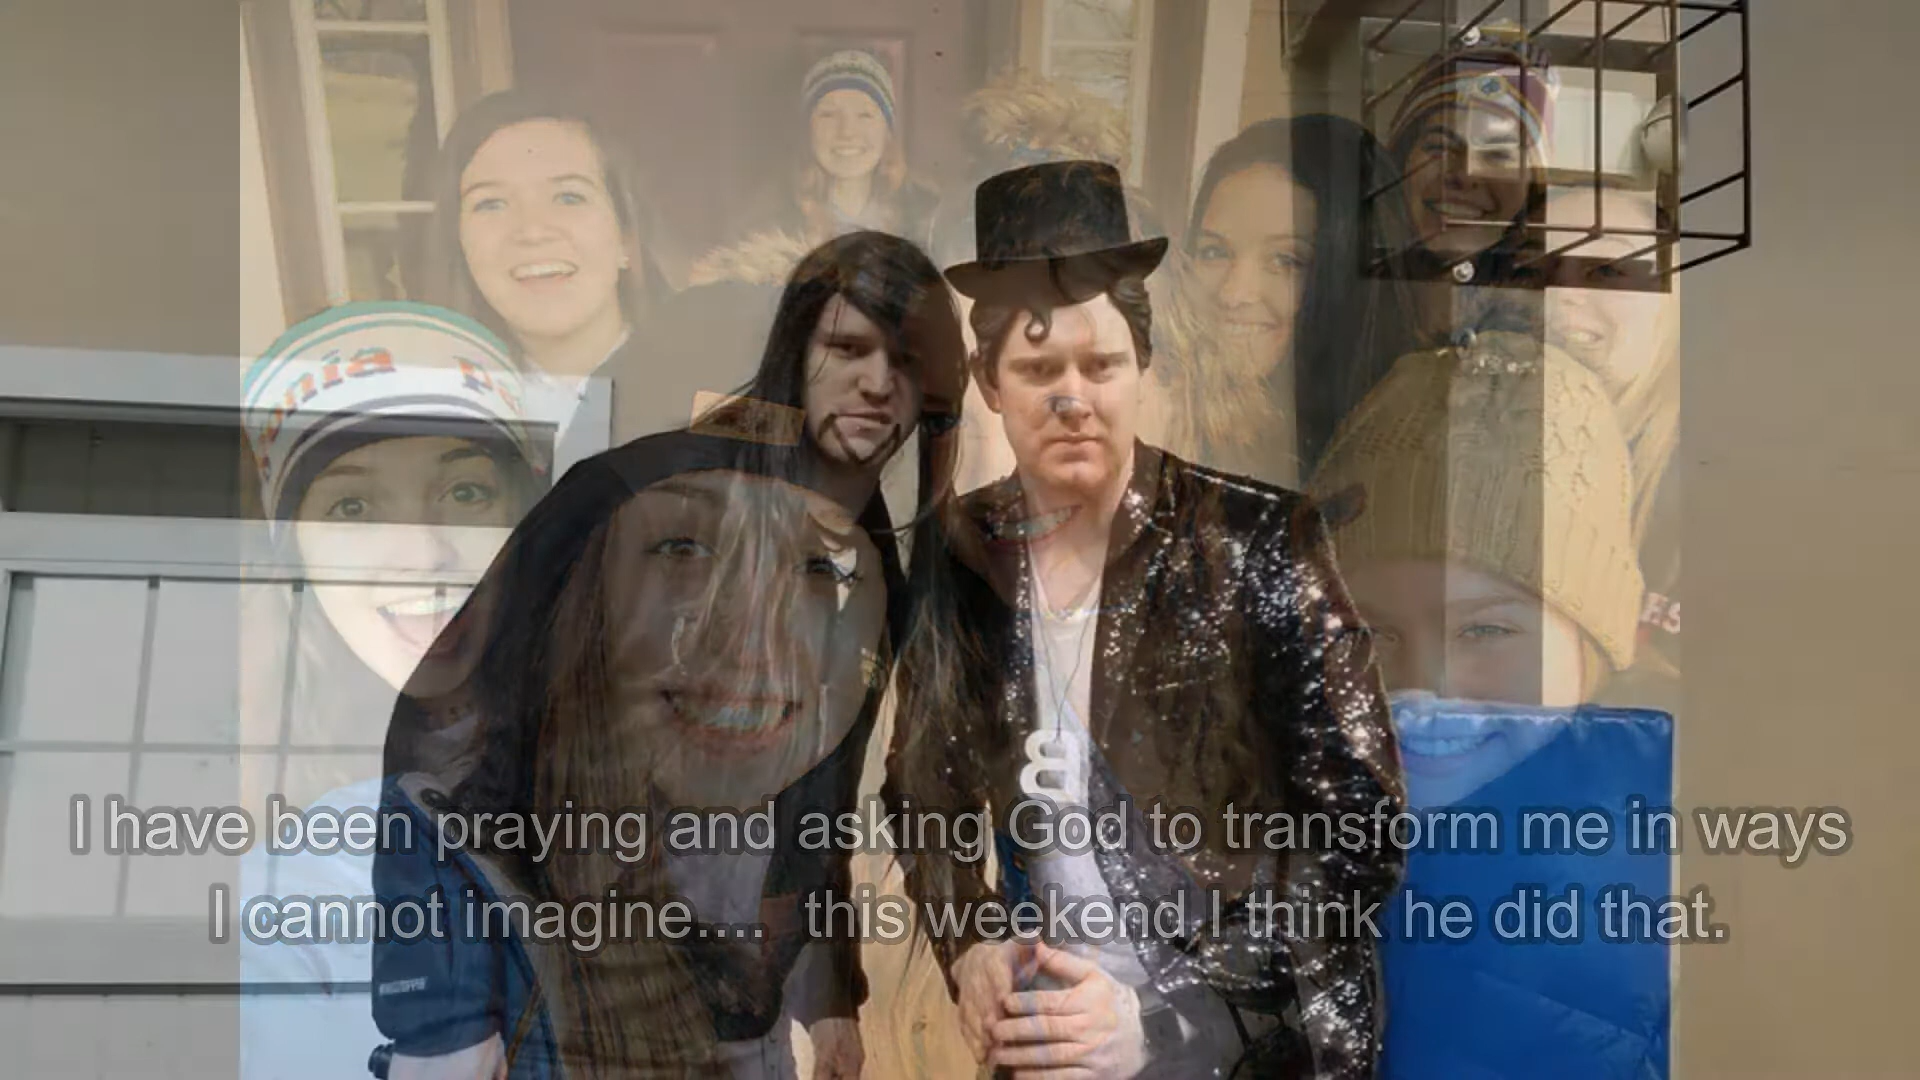 I have been praying and asking God to transform me in ways
I cannot imagine.... this weekend I think he did that.